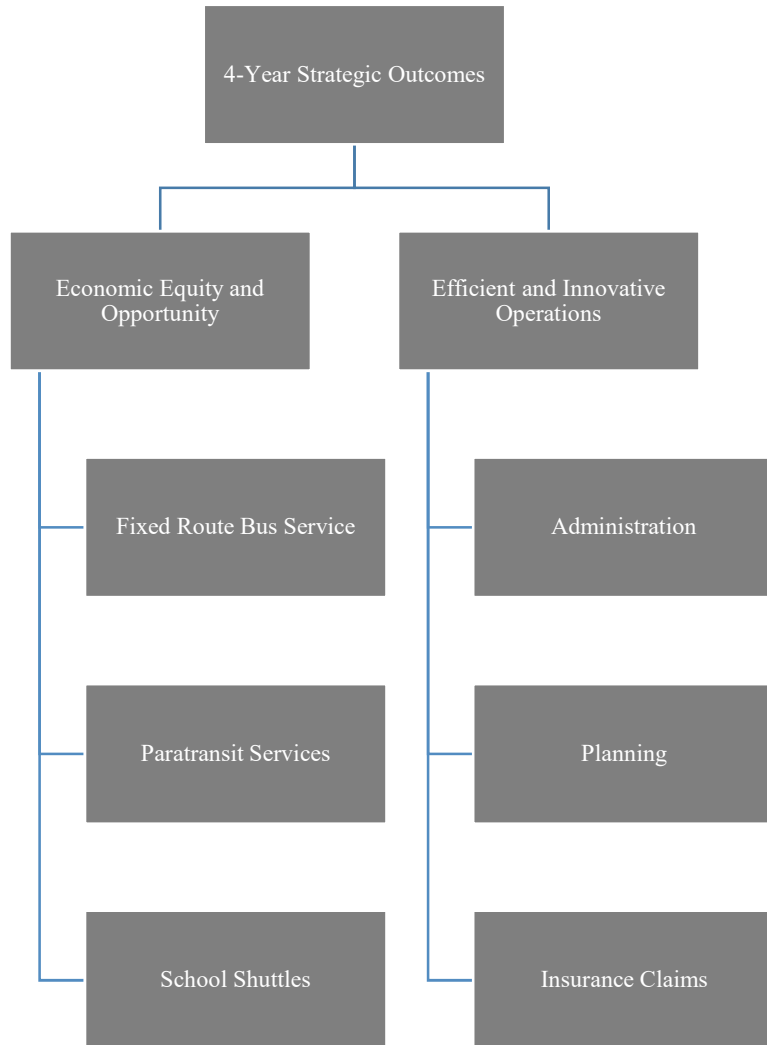 4-Year Strategic Outcomes
Economic Equity and
Opportunity
Efficient and Innovative
Operations
Fixed Route Bus Service
Administration
Paratransit Services
Planning
School Shuttles
Insurance Claims